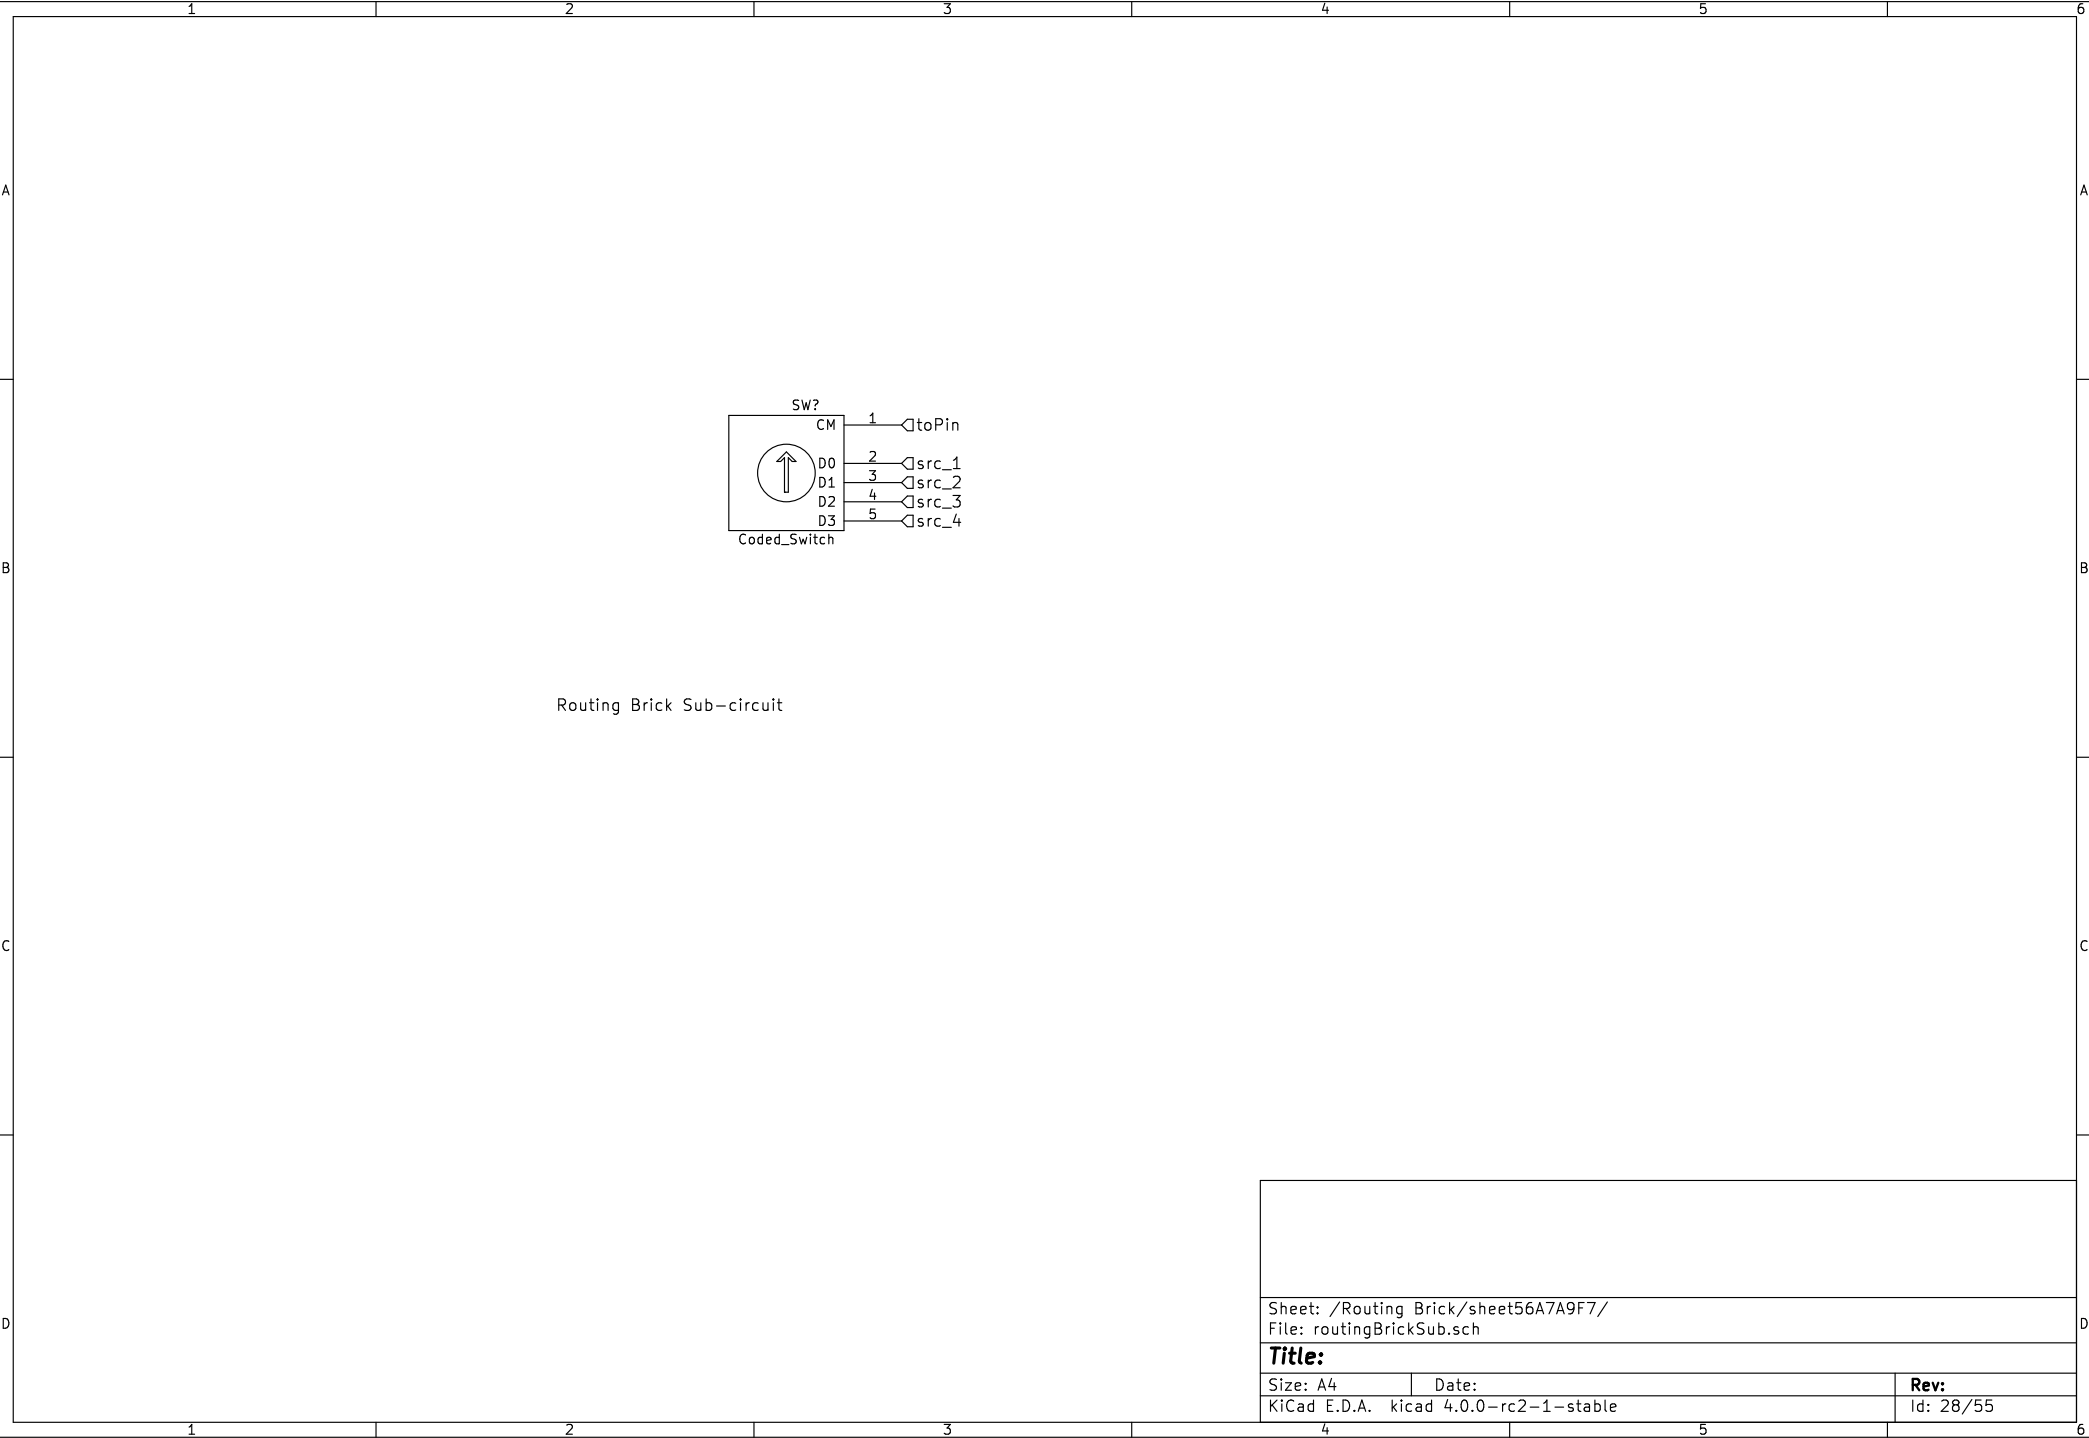 1 2 3 4 5 6
A A
SW?
CM 1 toPin
D0 2 src_1
D1 3 src_2
D2 4 src_3
D3 5 src_4
Coded_Switch
B B
Routing Brick Sub-circuit
C C
Sheet: /Routing Brick/sheet56A7A9F7/
D D
File: routingBrickSub.sch
Title:
Size: A4 Date: Rev:
KiCad E.D.A. kicad 4.0.0-rc2-1-stable Id: 28/55
1 2 3 4 5 6